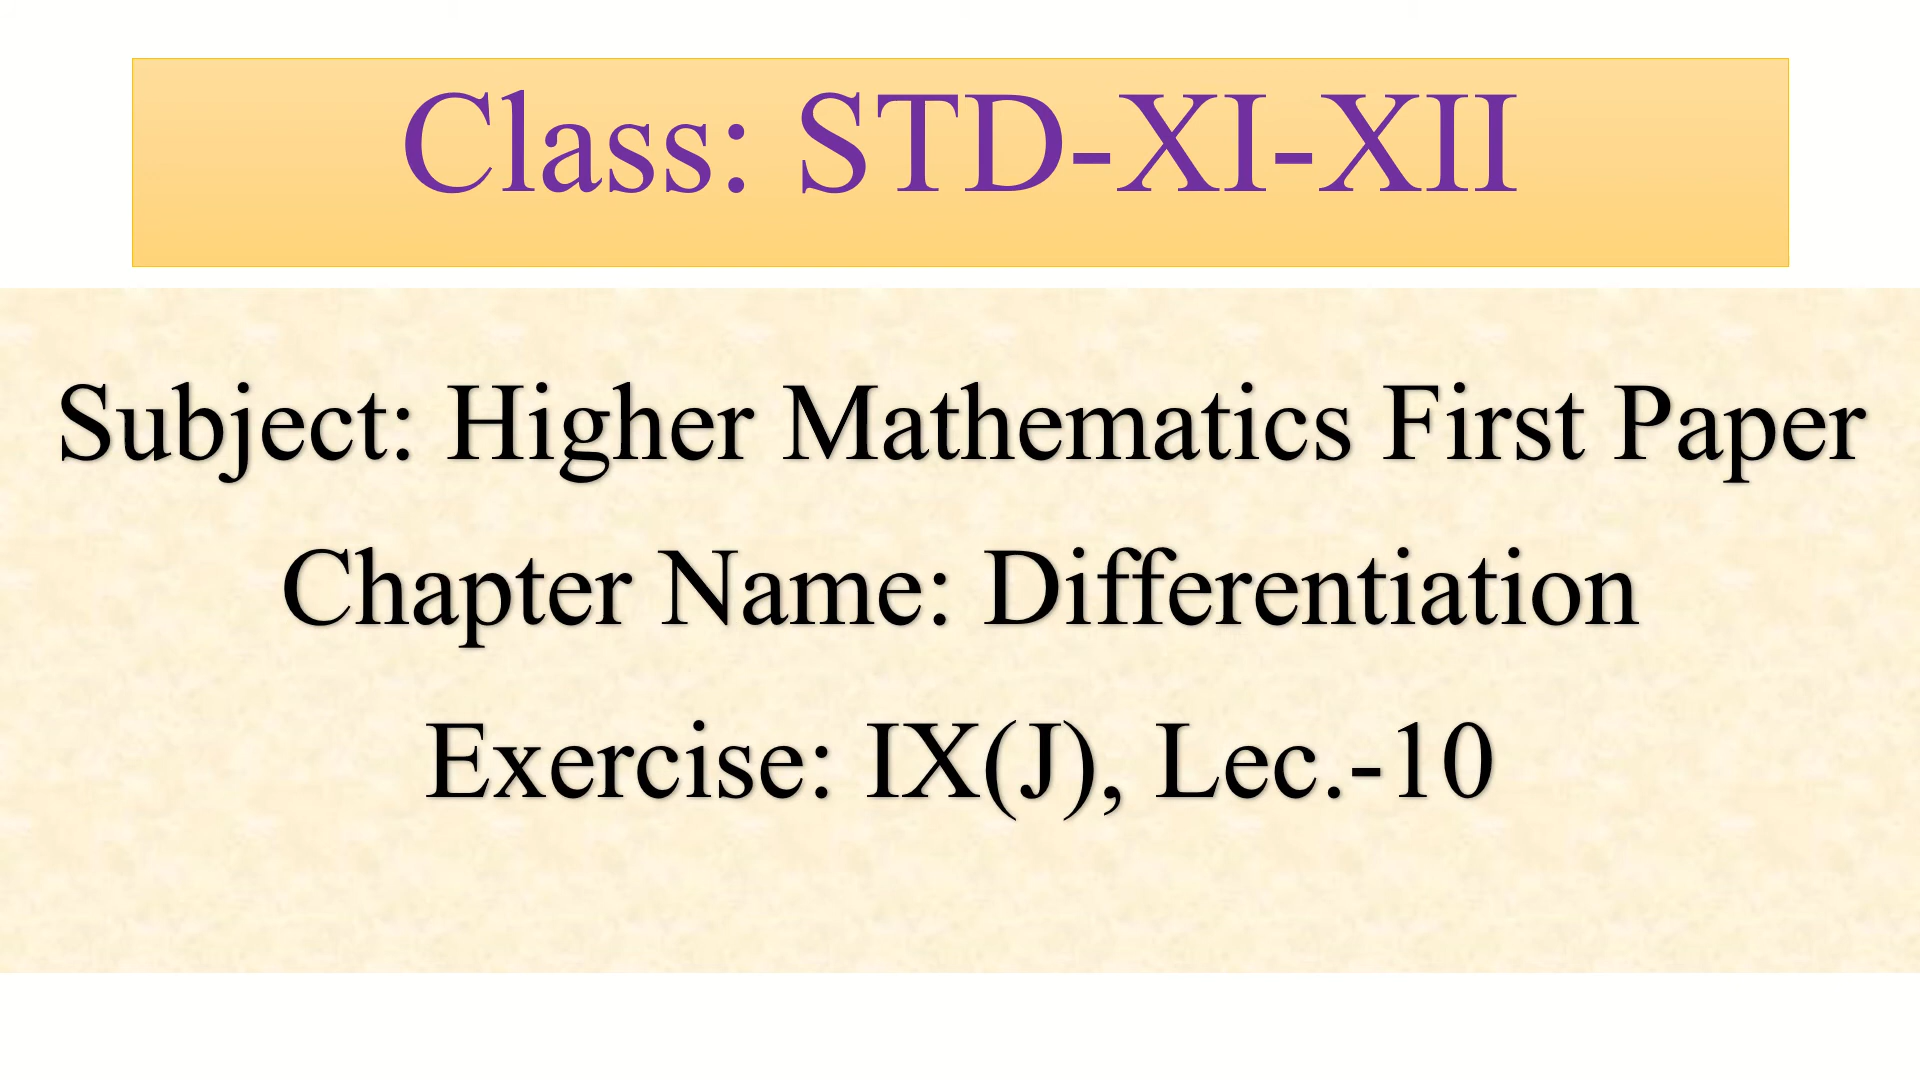 Class: STD-XI-XII
Subject: Higher Mathematics First Paper
Chapter Name: Differentiation
Exercise: IX(J), Lec.-10